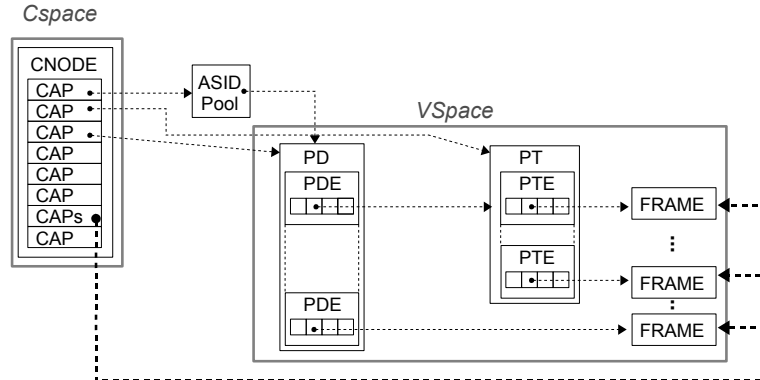 Cspace
CNODE
CAP
CAP
CAP
CAP
CAP
CAP
CAPs
CAP
ASID
Pool
VSpace
PD
PDE
PDE
PT
PTE
PTE
FRAME
FRAME
FRAME